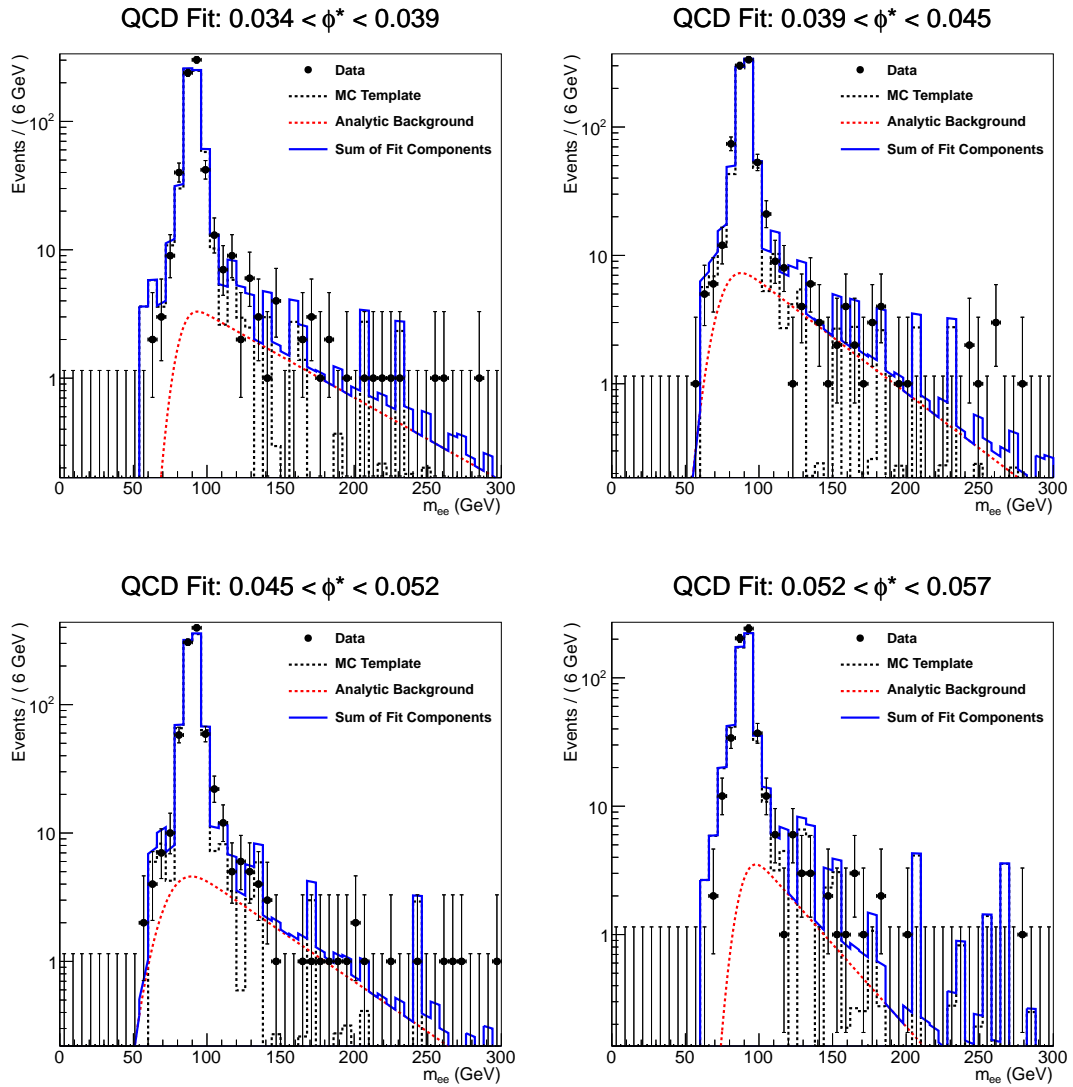 QCD Fit: 0.034 < ϕ* < 0.039
Events / ( 6 GeV )
Data
MC Template
Analytic Background
Sum of Fit Components
10²
10
1
0 50 100 150 200 250 300
m_ee (GeV)
QCD Fit: 0.039 < ϕ* < 0.045
Events / ( 6 GeV )
Data
MC Template
Analytic Background
Sum of Fit Components
10²
10
1
0 50 100 150 200 250 300
m_ee (GeV)
QCD Fit: 0.045 < ϕ* < 0.052
Events / ( 6 GeV )
Data
MC Template
Analytic Background
Sum of Fit Components
10²
10
1
0 50 100 150 200 250 300
m_ee (GeV)
QCD Fit: 0.052 < ϕ* < 0.057
Events / ( 6 GeV )
Data
MC Template
Analytic Background
Sum of Fit Components
10²
10
1
0 50 100 150 200 250 300
m_ee (GeV)